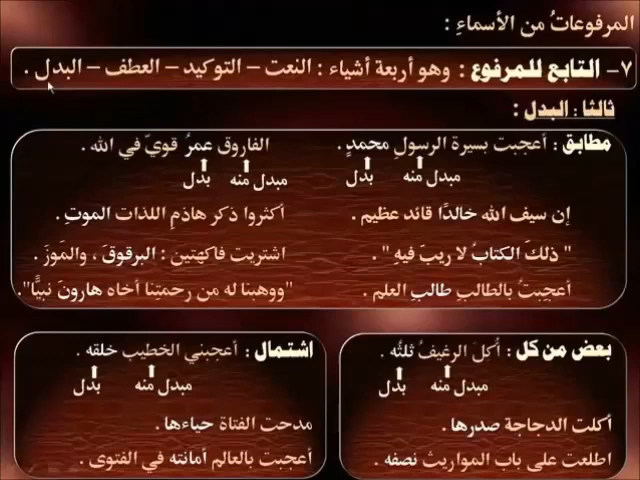 المرفوعاتُ من الأسماءِ :
٧- التابع للمرفوع : وهو أربعة أشياء : النعت – التوكيد – العطف – البدل .
ثالثا : البدل :
مطابق : أعجبت بسيرة الرسولِ محمدٍ . الفاروق عمرُ قويّ في الله .
مبدل منه بدل مبدل منه بدل
إن سيف الله خالدًا قائد عظيم . أكثروا ذكر هاذمِ اللذات الموتِ .
" ذلكَ الكتابُ لا ريبَ فيهِ " . اشتريت فاكهتين : البرقوقَ ، والمَوزَ .
أعجبتُ بالطالبِ طالبِ العلم . "ووهبنا له من رحمتِنا أخاه هارونَ نبيًّا".
بعض من كل : أُكلَ الرغيفُ ثلثُه .
مبدل منه بدل
أكلت الدجاجة صدرها .
اطلعت على باب المواريث نصفه .
اشتمال : أعجبني الخطيب خلقه .
مبدل منه بدل
مدحت الفتاة حياءها .
أعجبت بالعالم أمانته في الفتوى .